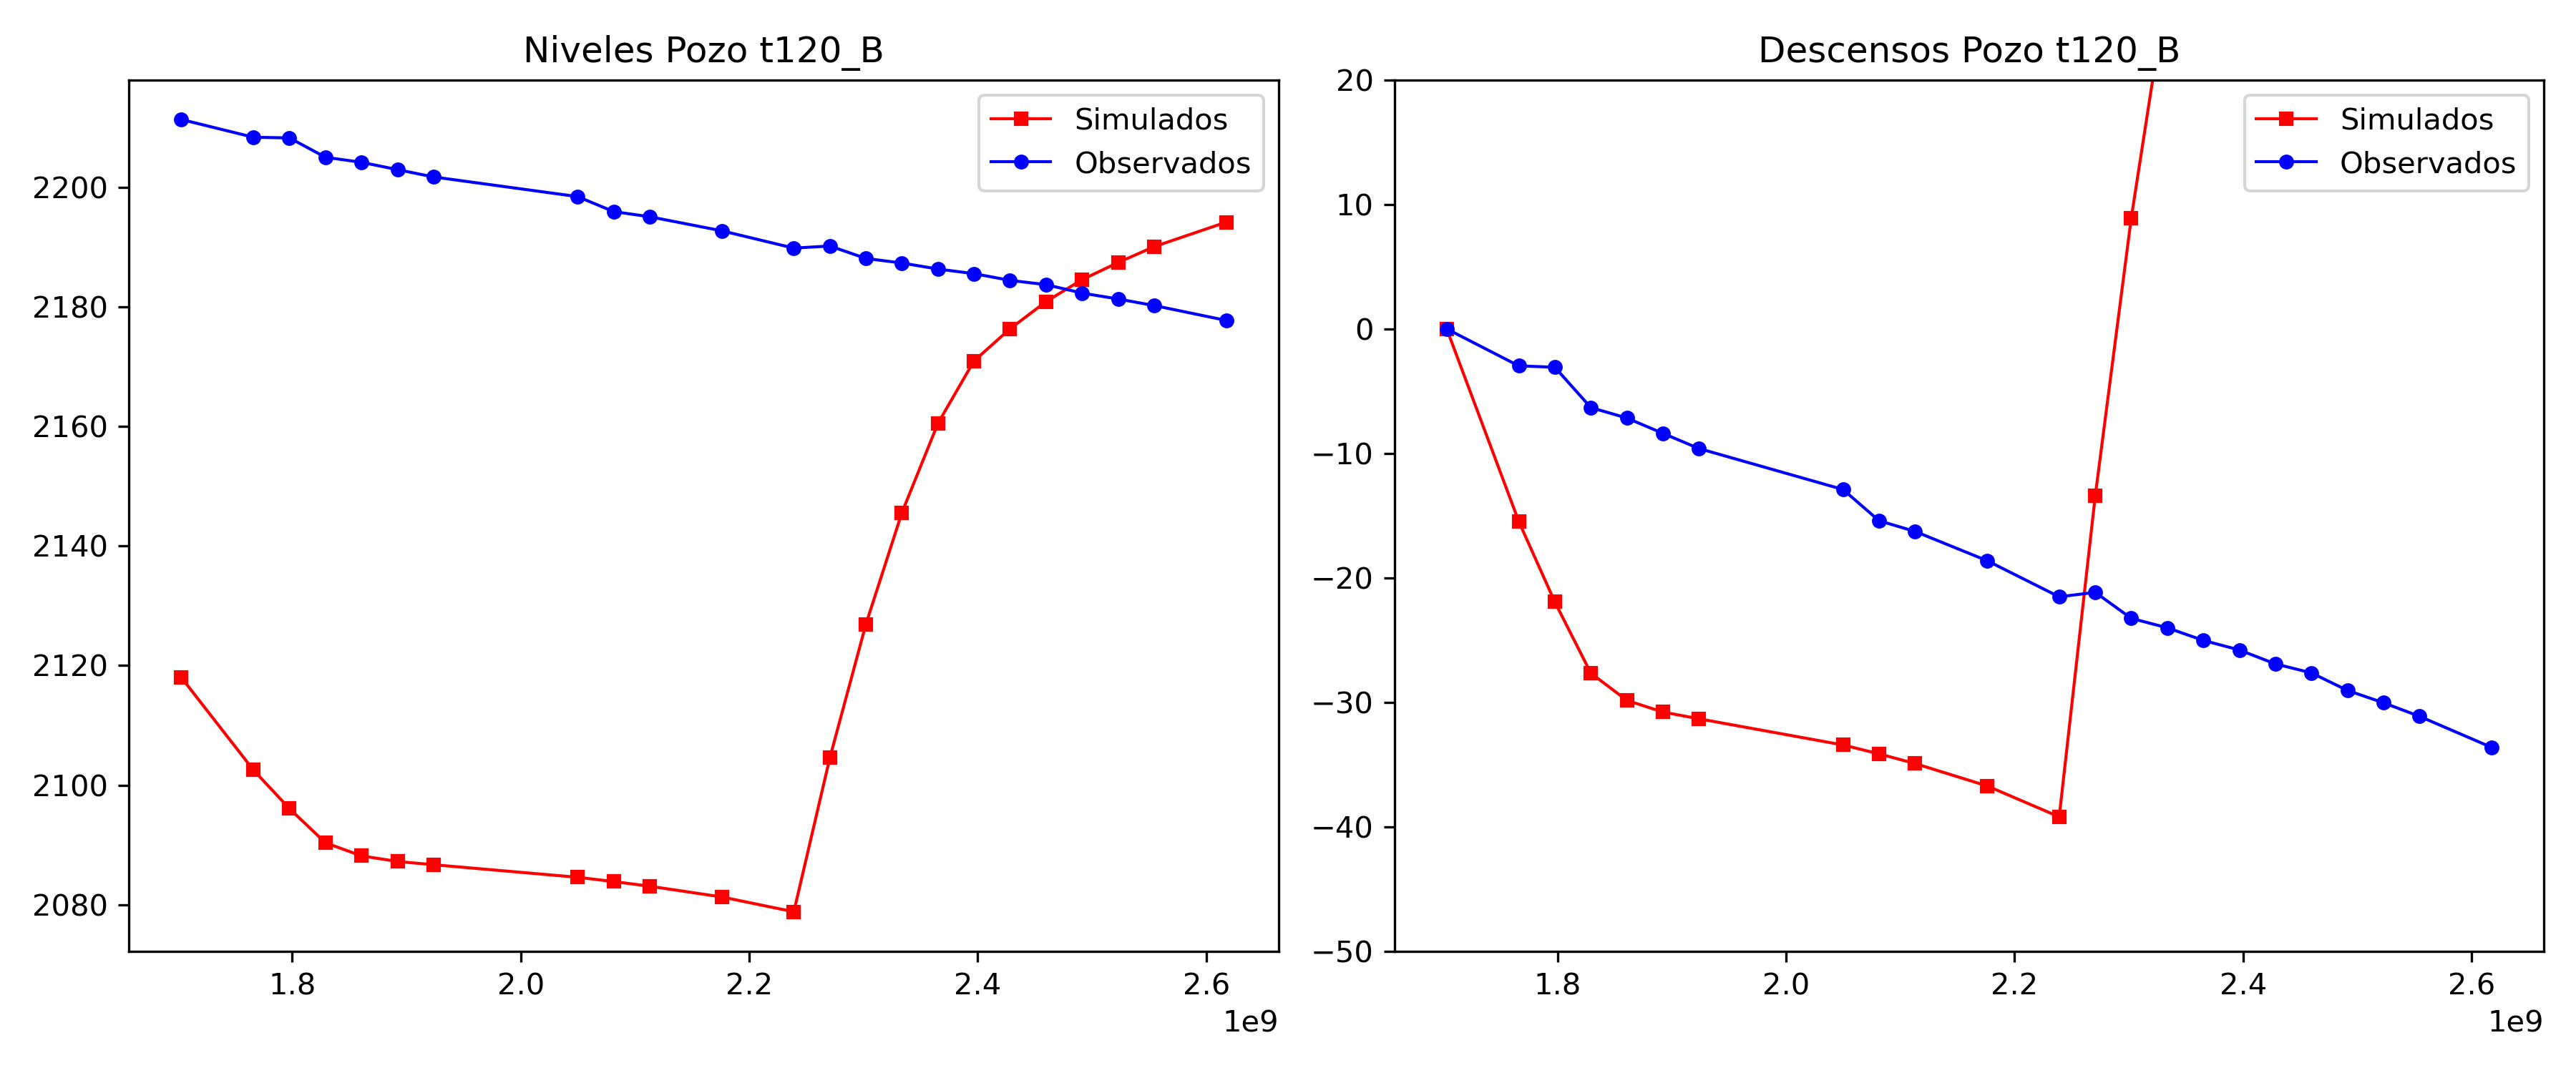 Niveles Pozo t120_B
Simulados
Observados
2200
2180
2160
2140
2120
2100
2080
1.8 2.0 2.2 2.4 2.6
1e9
Descensos Pozo t120_B
Simulados
Observados
20
10
0
−10
−20
−30
−40
−50
1.8 2.0 2.2 2.4 2.6
1e9